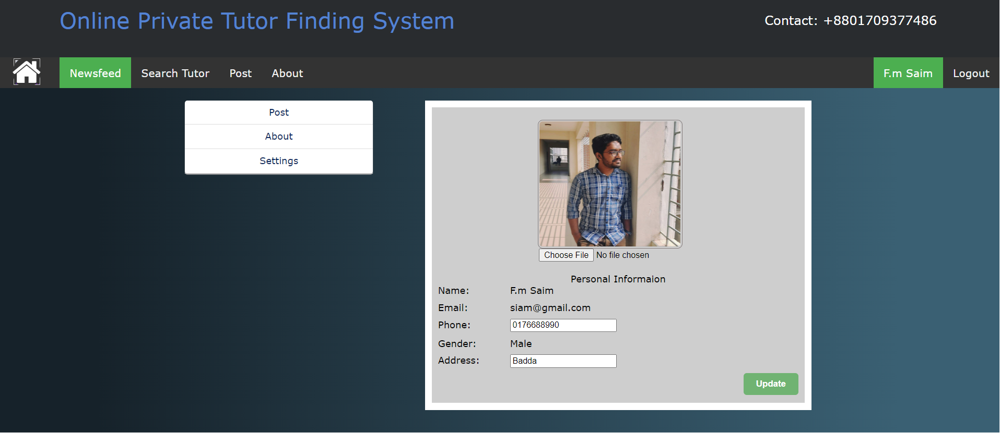 Online Private Tutor Finding System
Contact: +8801709377486
Newsfeed Search Tutor Post About F.m Saim Logout
Post
About
Settings
Choose File No file chosen
Personal Informaion
Name: F.m Saim
Email: siam@gmail.com
Phone: 0176688990
Gender: Male
Address: Badda
Update